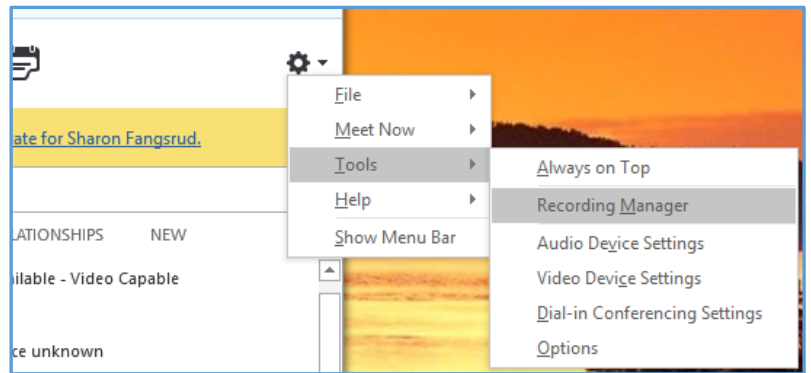 File
ate for Sharon Fangsrud.
Meet Now
Tools
Always on Top
Help
Recording Manager
LATIONSHIPS NEW
Show Menu Bar
Audio Device Settings
ilable - Video Capable
Video Device Settings
Dial-in Conferencing Settings
ce unknown
Options